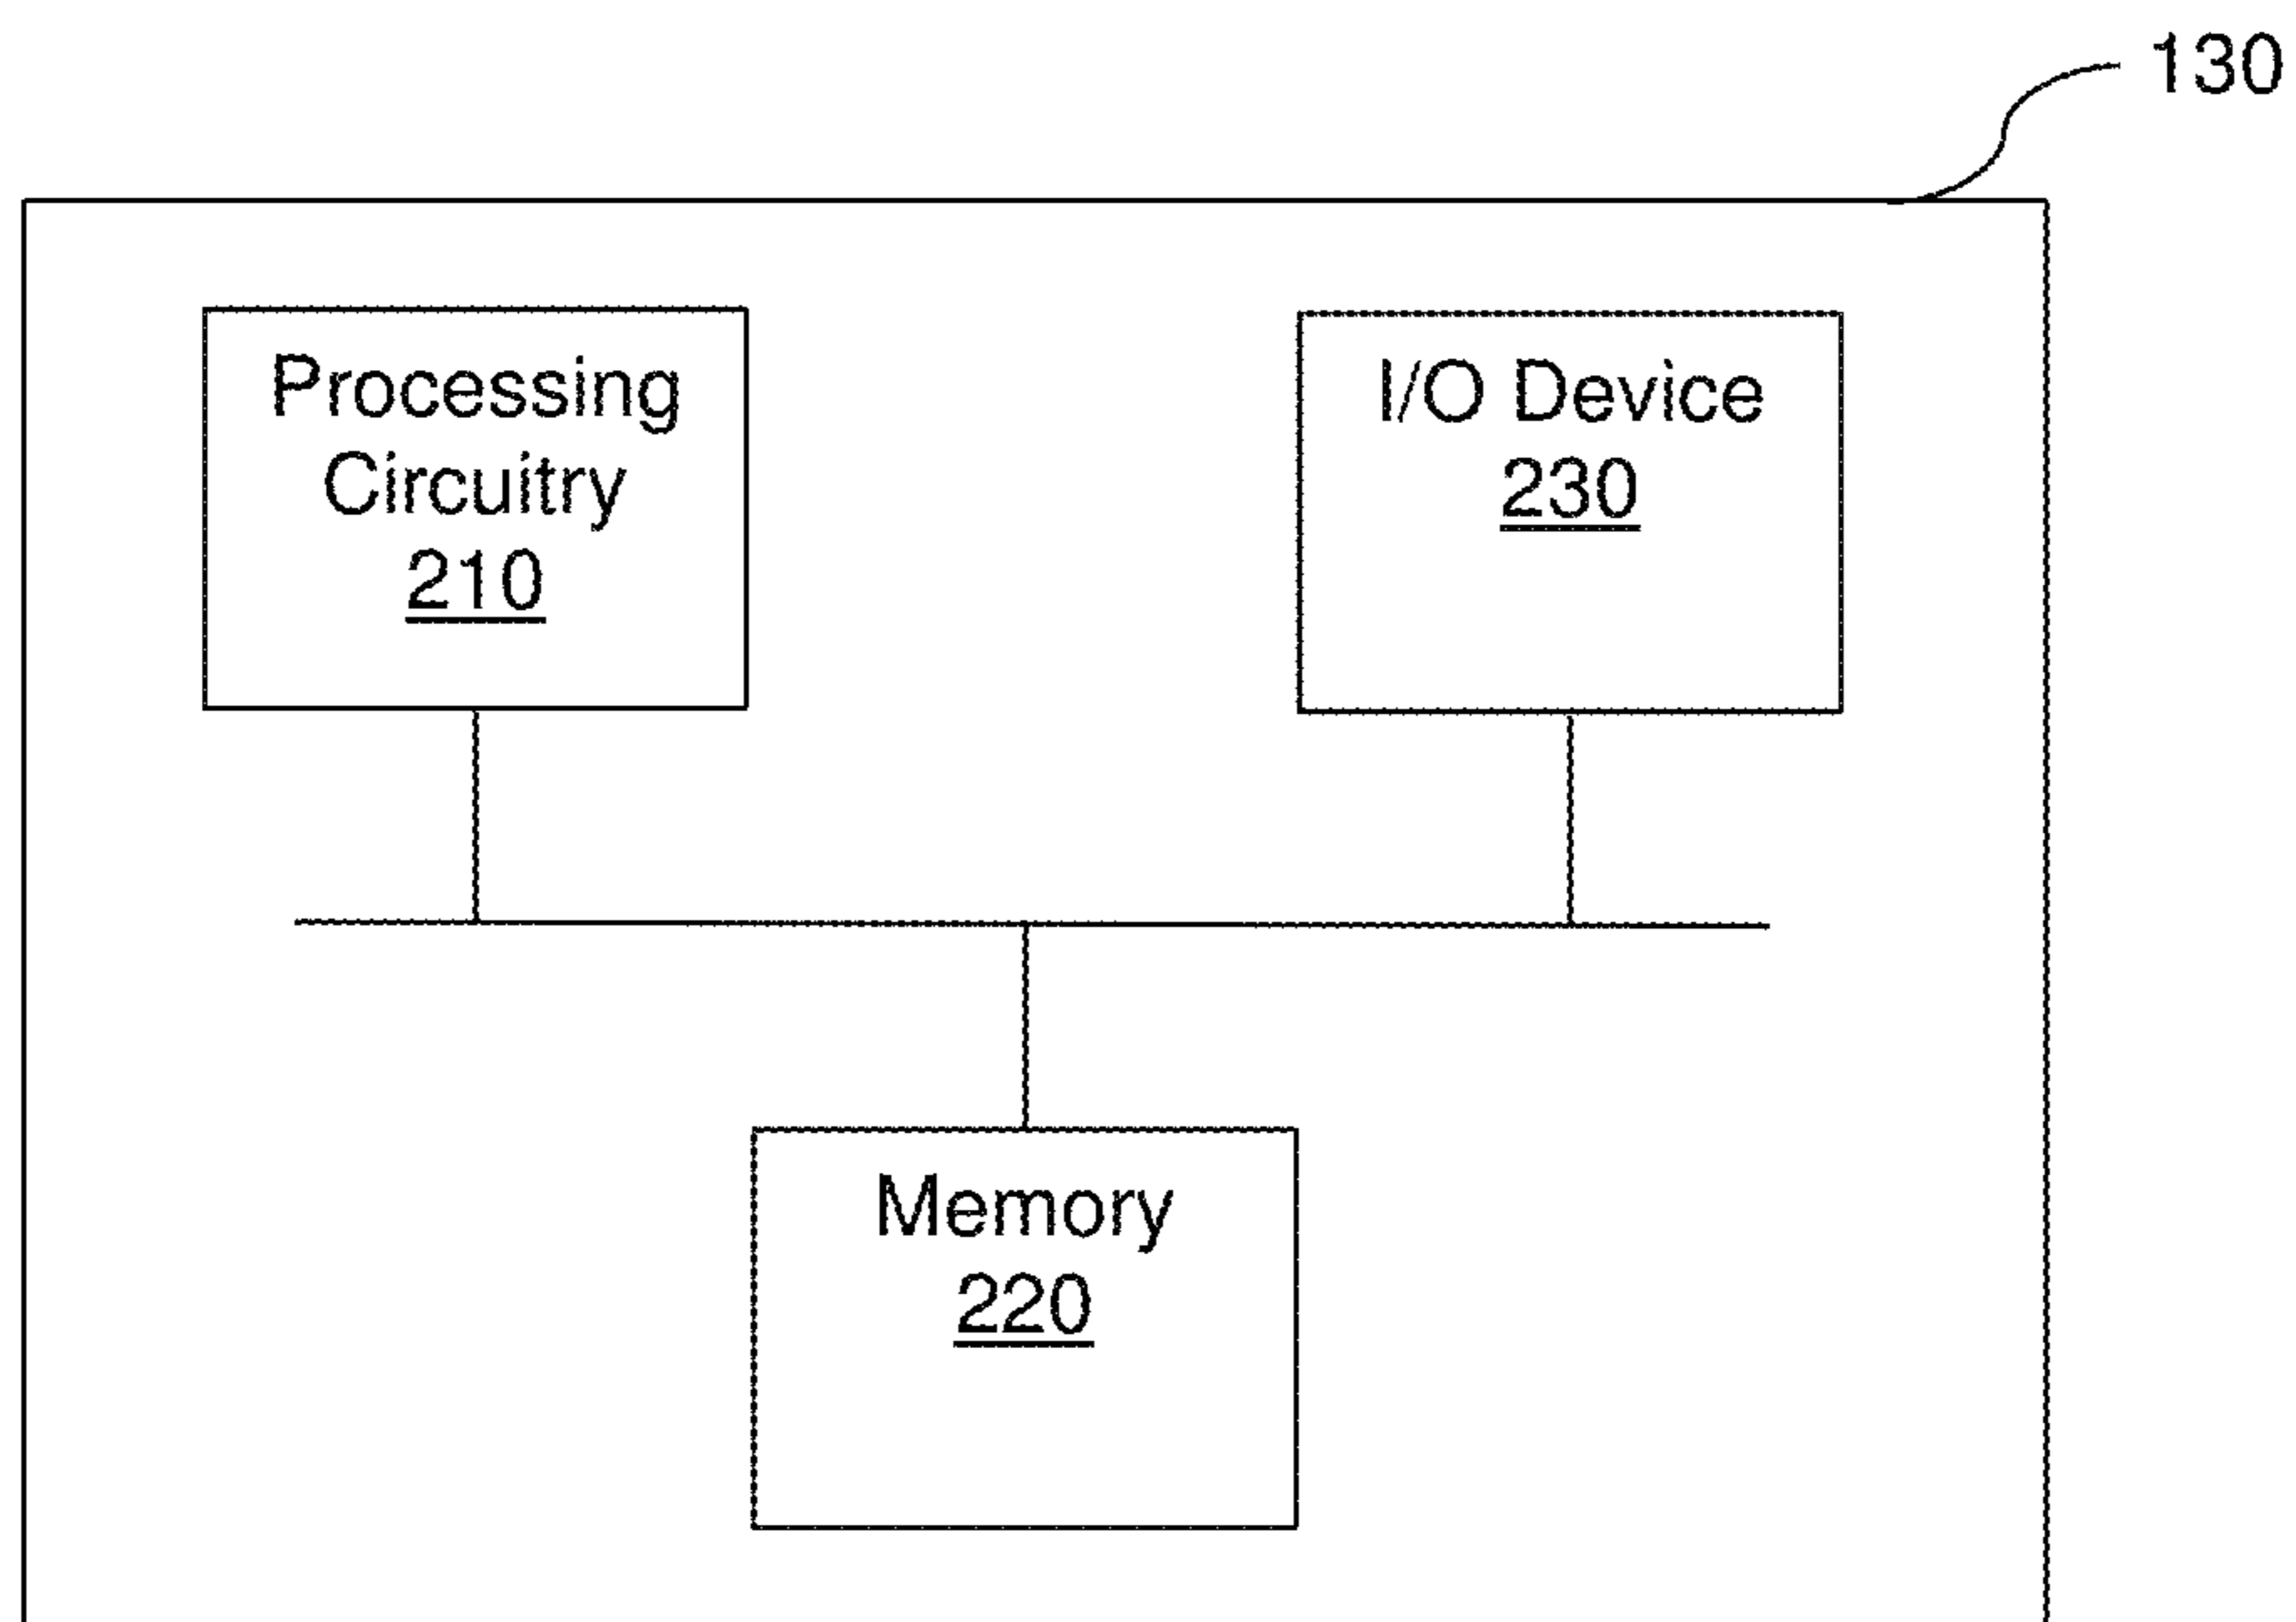 130
Processing
Circuitry
210
I/O Device
230
Memory
220